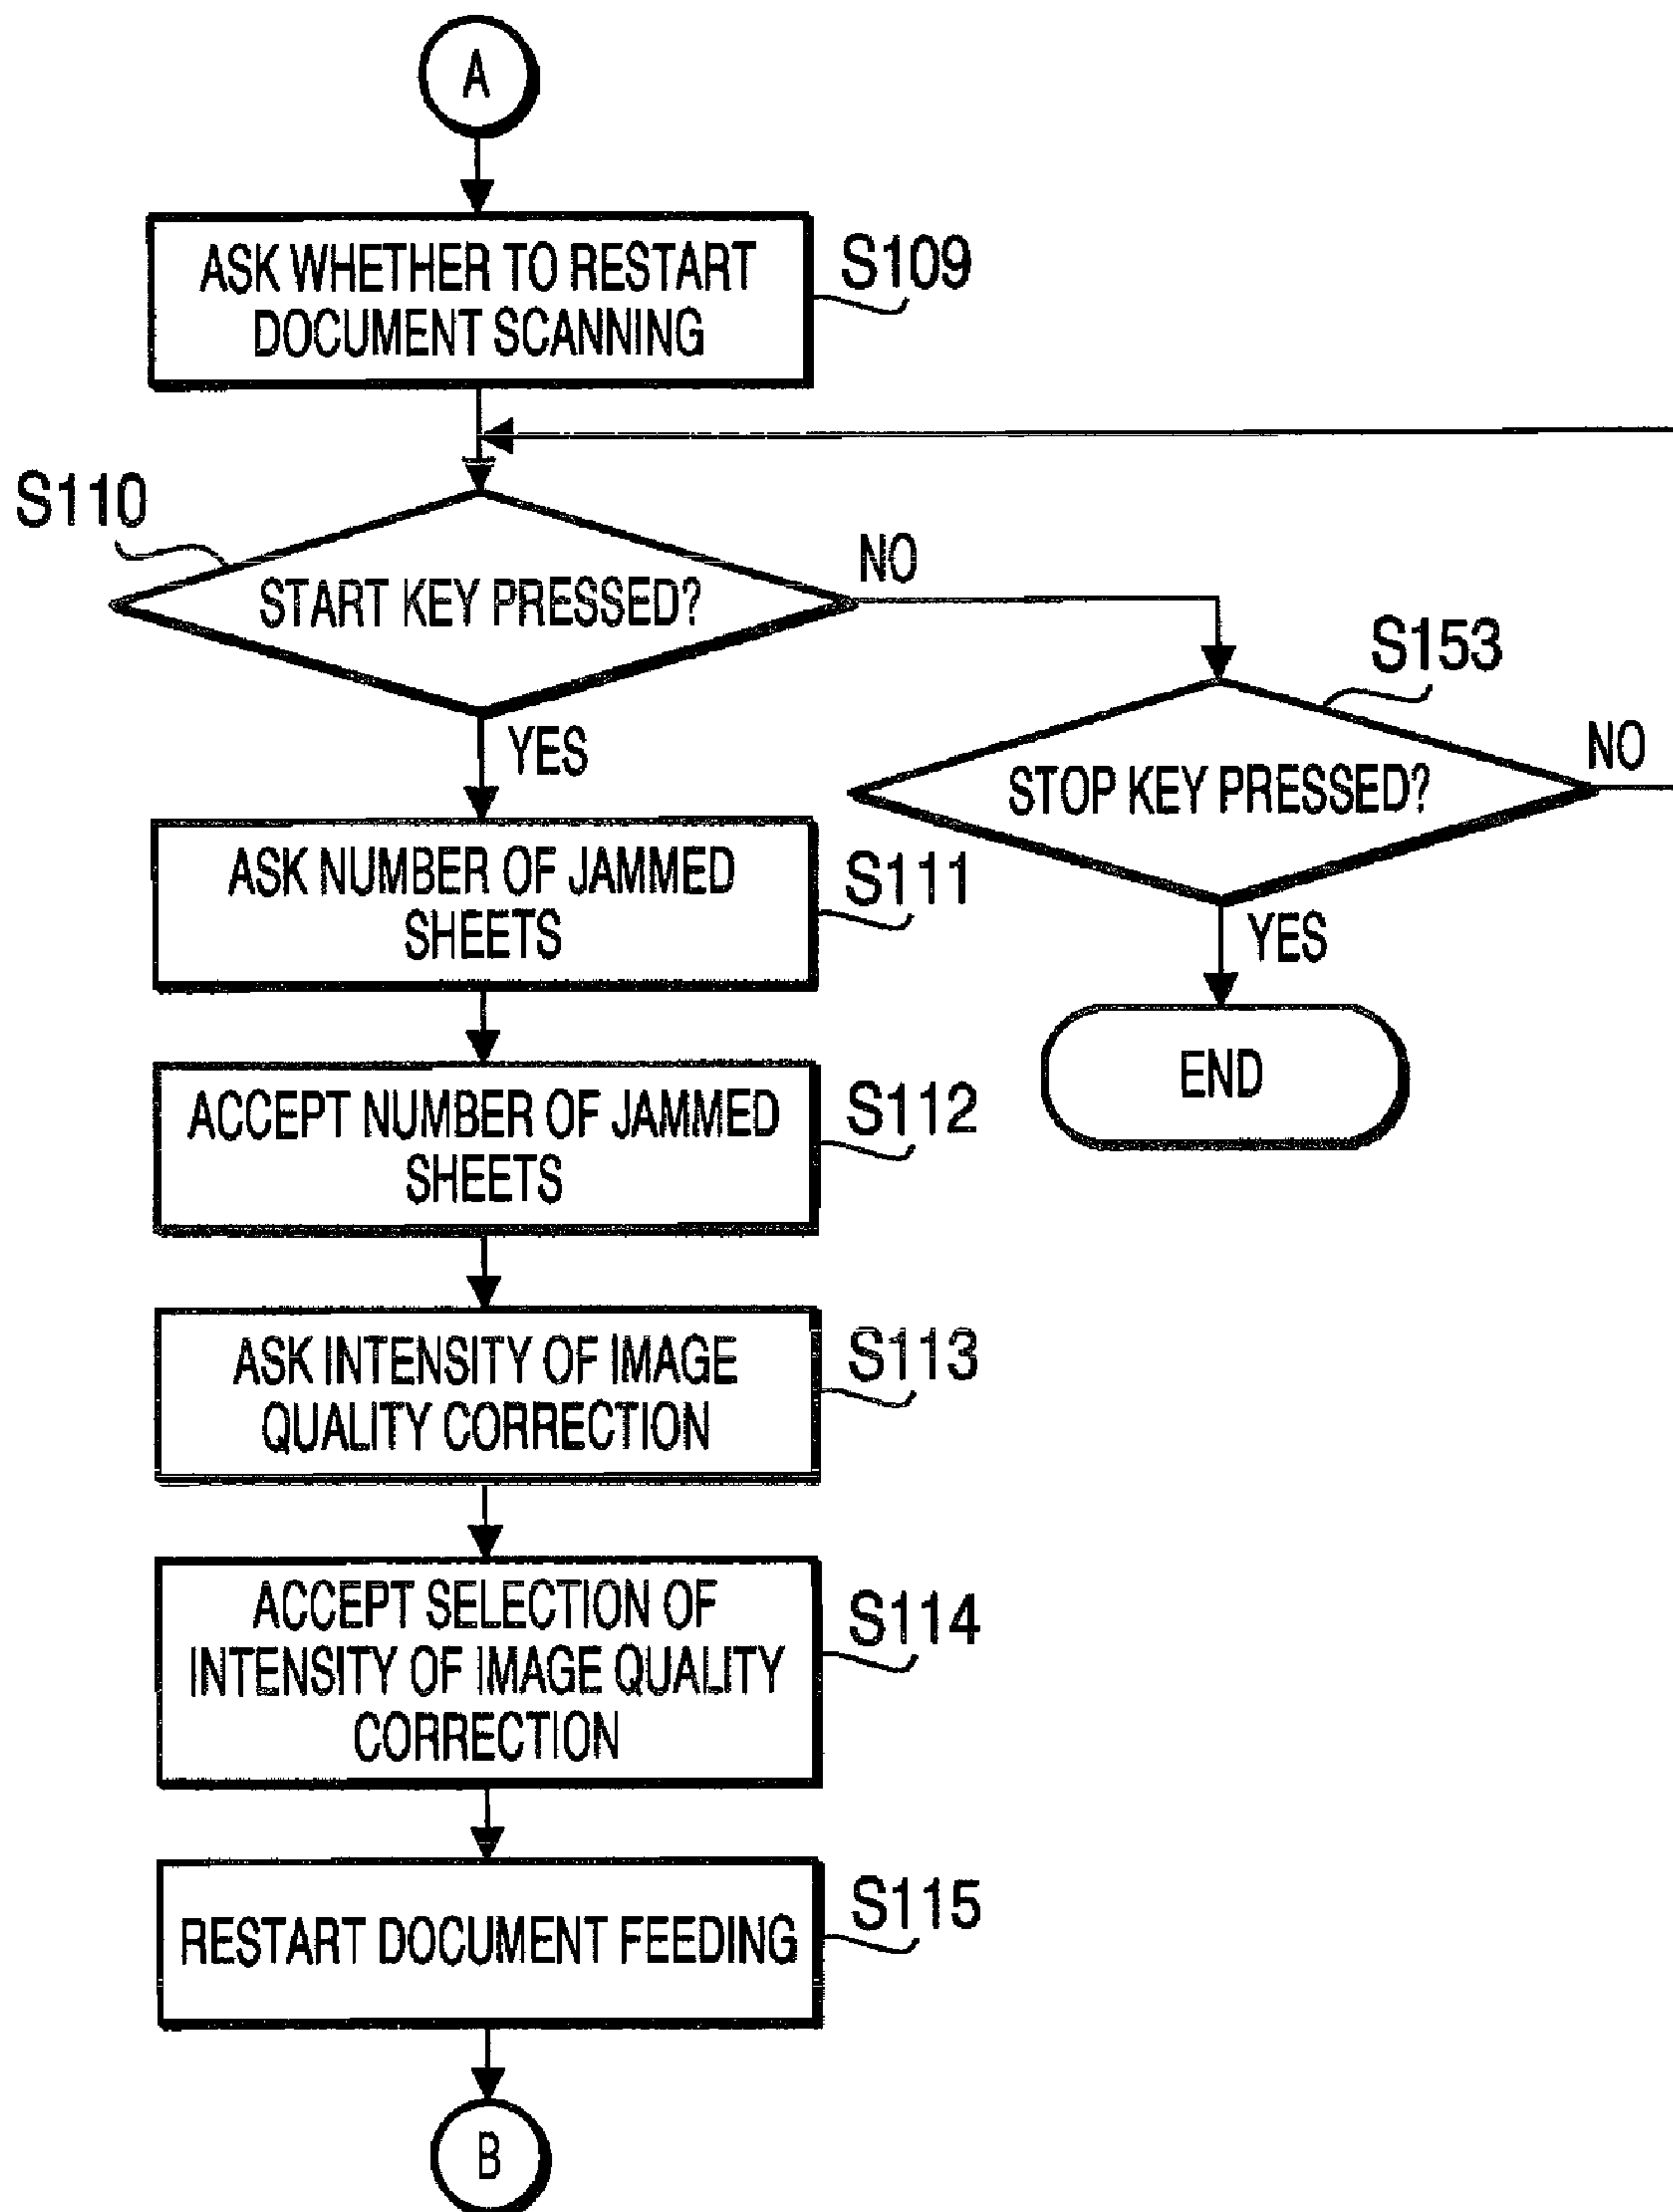 A
ASK WHETHER TO RESTART
DOCUMENT SCANNING
S109
S110
START KEY PRESSED?
NO
YES
S153
STOP KEY PRESSED?
NO
YES
END
ASK NUMBER OF JAMMED
SHEETS
S111
ACCEPT NUMBER OF JAMMED
SHEETS
S112
ASK INTENSITY OF IMAGE
QUALITY CORRECTION
S113
ACCEPT SELECTION OF
INTENSITY OF IMAGE QUALITY
CORRECTION
S114
RESTART DOCUMENT FEEDING
S115
B